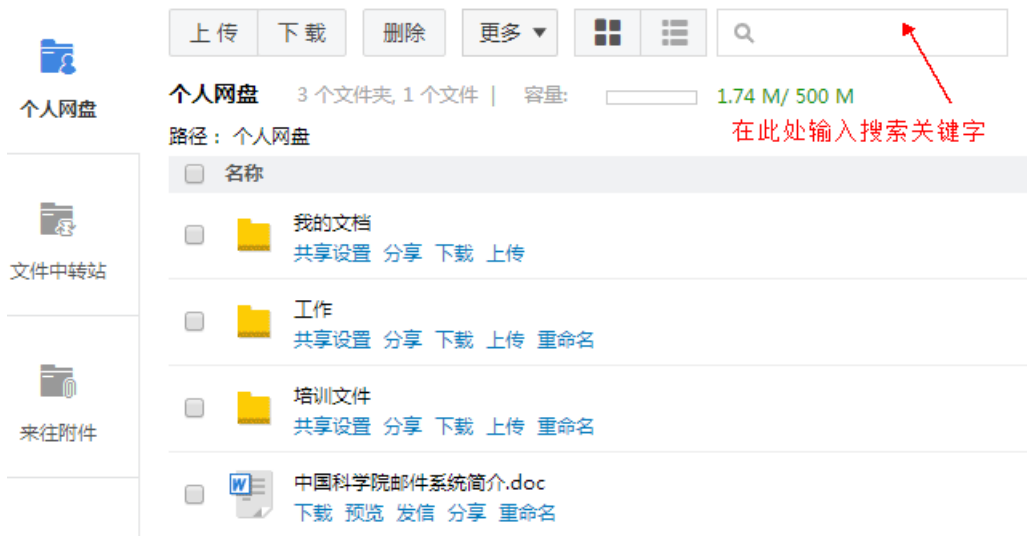 上传 下载 删除 更多
个人网盘
个人网盘 3 个文件夹, 1 个文件 | 容量: 1.74 M/ 500 M
在此处输入搜索关键字
路径： 个人网盘
名称
我的文档
共享设置 分享 下载 上传
文件中转站
工作
共享设置 分享 下载 上传 重命名
培训文件
共享设置 分享 下载 上传 重命名
来往附件
中国科学院邮件系统简介.doc
下载 预览 发信 分享 重命名